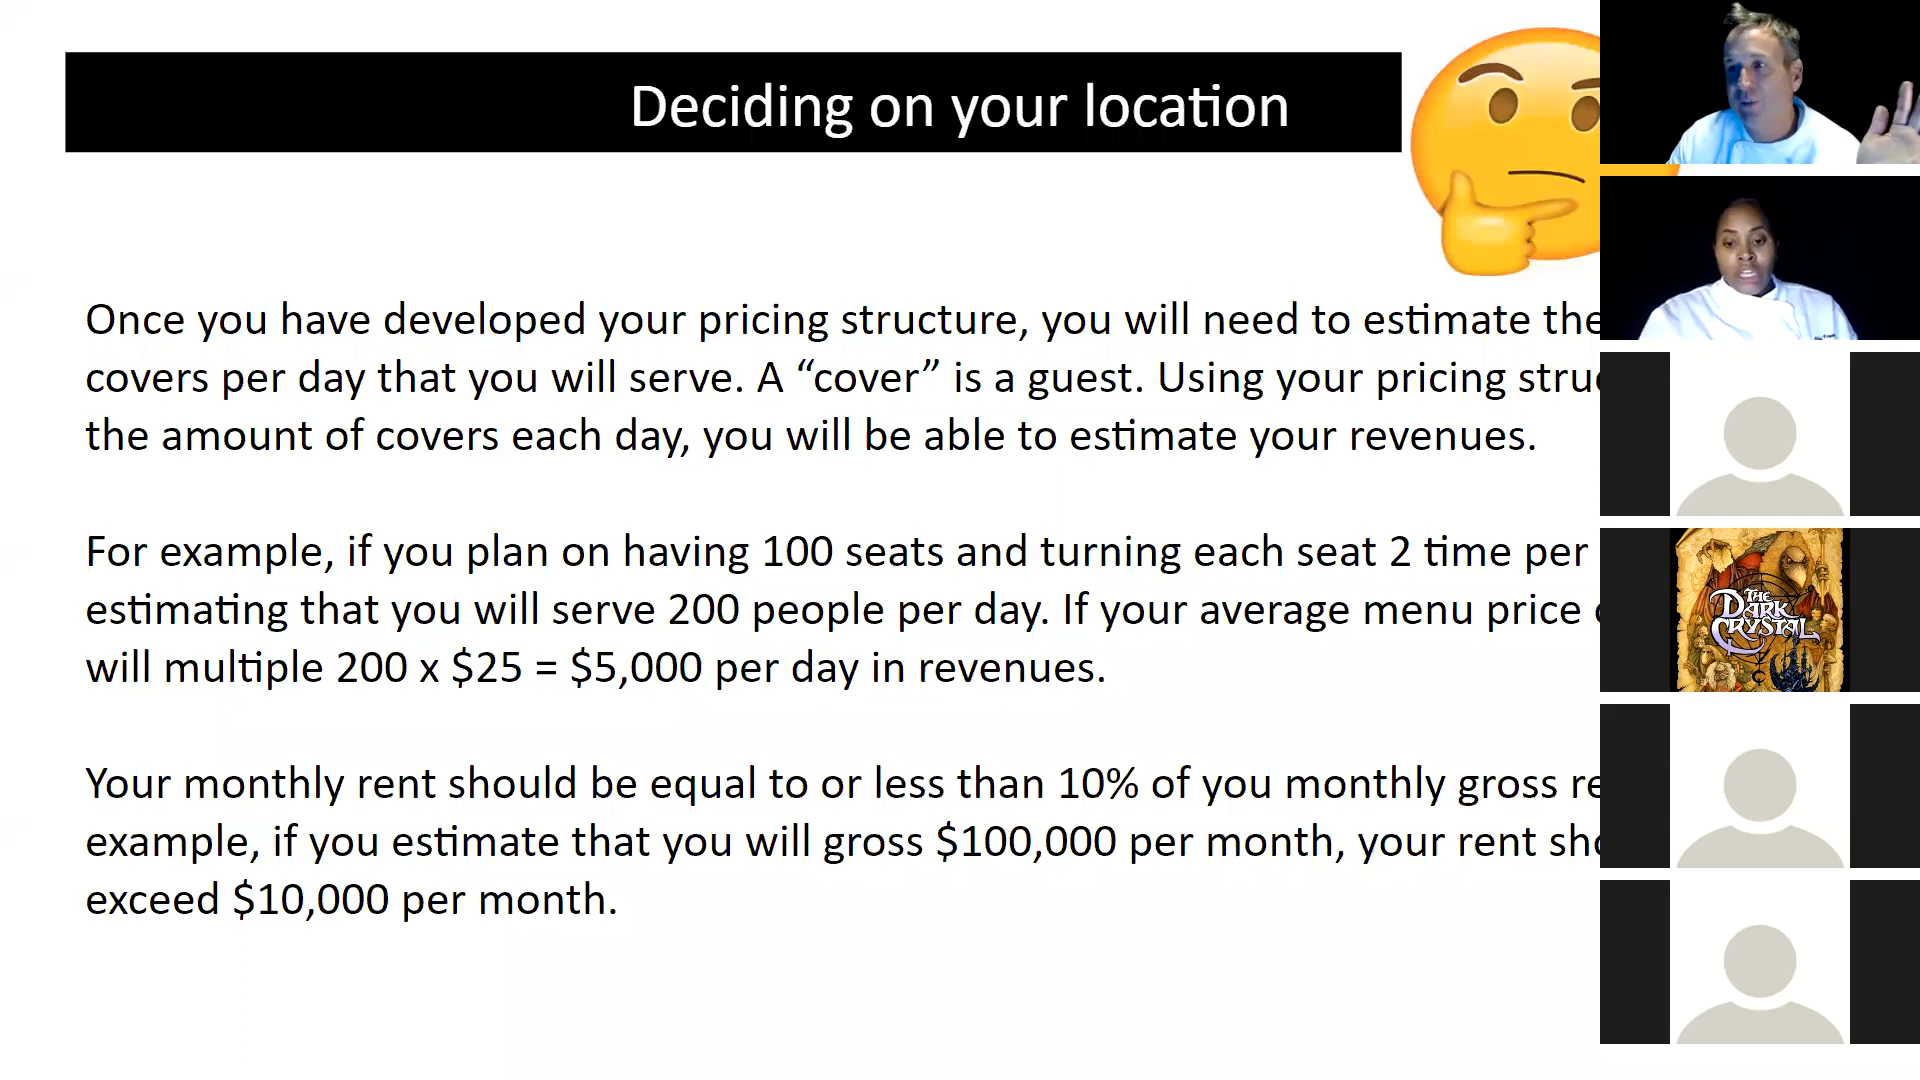 Deciding on your location
Once you have developed your pricing structure, you will need to estimate the
covers per day that you will serve. A “cover” is a guest. Using your pricing
the amount of covers each day, you will be able to estimate your revenues.
For example, if you plan on having 100 seats and turning each seat 2 time per
estimating that you will serve 200 people per day. If your average menu price
will multiple 200 x $25 = $5,000 per day in revenues.
Your monthly rent should be equal to or less than 10% of you monthly gross
example, if you estimate that you will gross $100,000 per month, your rent
exceed $10,000 per month.
THE
DARK
CRYSTAL